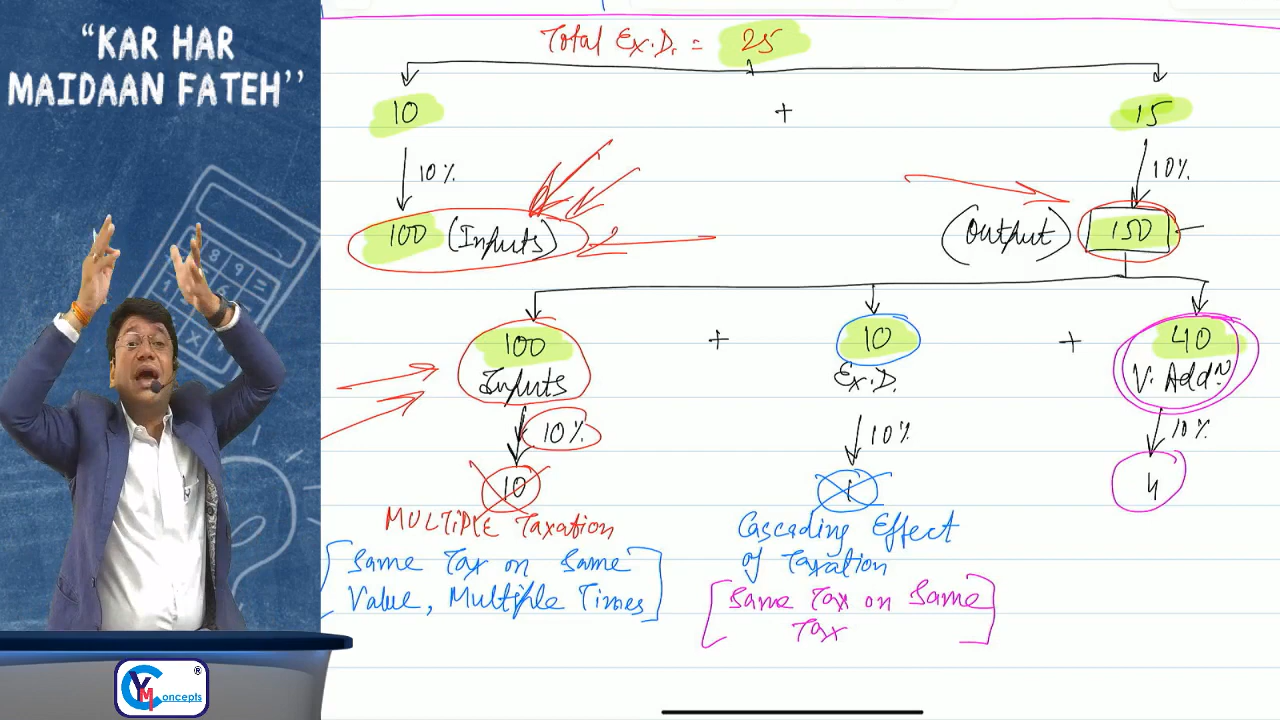 “KAR HAR
MAIDAAN FATEH’’
Total Ex.D. = 25
10 + 15
10% 10%
100 (Inputs) (Output) 150
100 + 10 + 40
Inputs Ex.D. V. Addⁿ
10% 10% 10%
10 1 4
MULTiPLE Taxation
[Same Tax on Same
Value, Multiple Times]
Cascading Effect
of Taxation
[Same Tax on Same
Tax]
YM Concepts ®